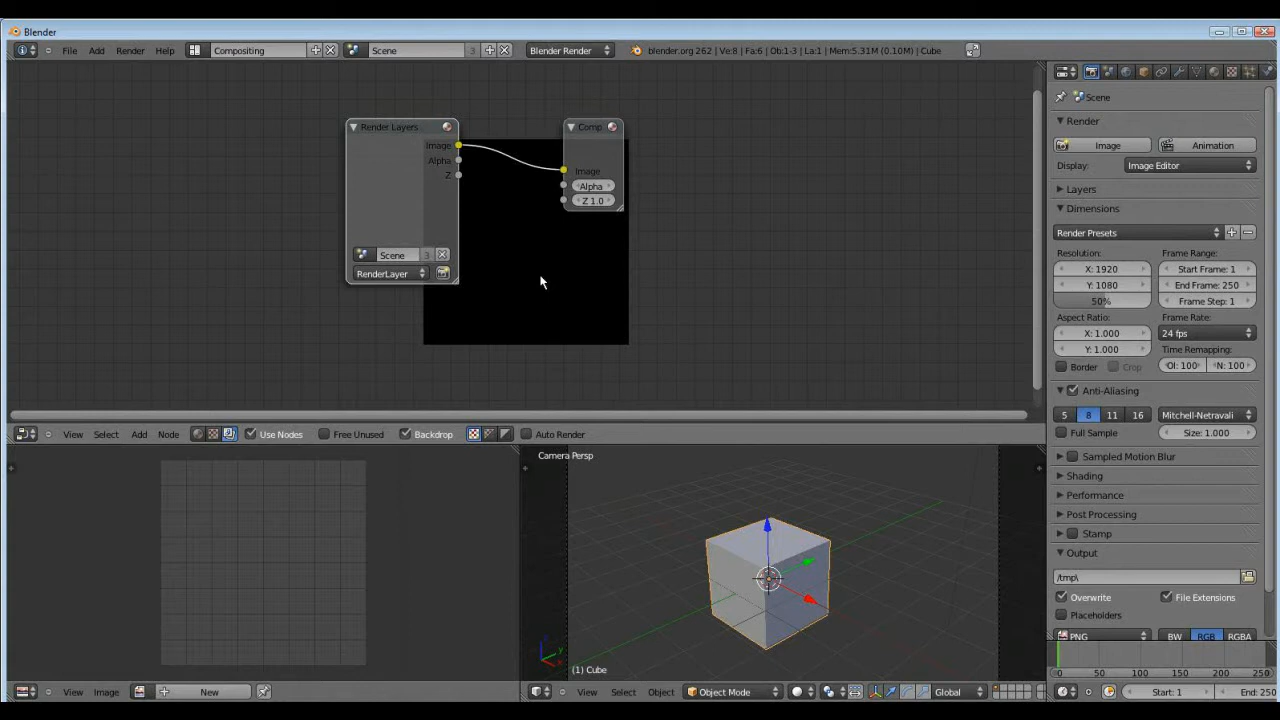 Blender
File Add Render Help Compositing Scene 3 Blender Render blender.org 262 | Ve:8 | Fa:6 | Ob:1-3 | La:1 | Mem:5.31M (0.10M) | Cube
Render Layers
Image
Alpha
Z
Scene 3
RenderLayer
Comp
Image
Alpha
Z 1.0
View Select Add Node Use Nodes Free Unused Backdrop Auto Render
Camera Persp
(1) Cube
View Image New
View Select Object Object Mode Global
Scene
Render
Image Animation
Display: Image Editor
Layers
Dimensions
Render Presets
Resolution: Frame Range:
X: 1920 Start Frame: 1
Y: 1080 End Frame: 250
50% Frame Step: 1
Aspect Ratio: Frame Rate:
X: 1.000 24 fps
Y: 1.000 Time Remapping:
Border Crop Ol: 100 N: 100
Anti-Aliasing
5 8 11 16 Mitchell-Netravali
Full Sample Size: 1.000
Sampled Motion Blur
Shading
Performance
Post Processing
Stamp
Output
/tmp\
Overwrite File Extensions
Placeholders
PNG BW RGB RGBA
0 50 100 150 200 250
Start: 1 End: 250